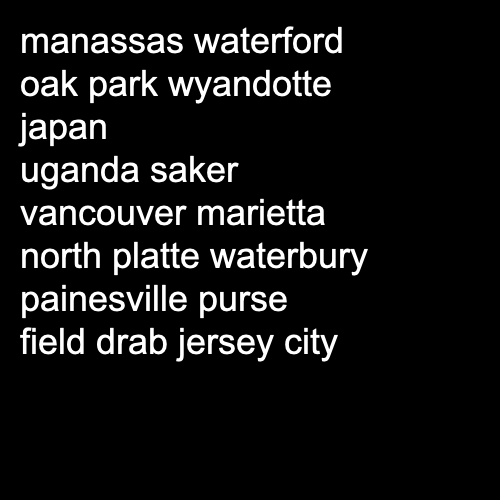 manassas waterford
oak park wyandotte
japan
uganda saker
vancouver marietta
north platte waterbury
painesville purse
field drab jersey city